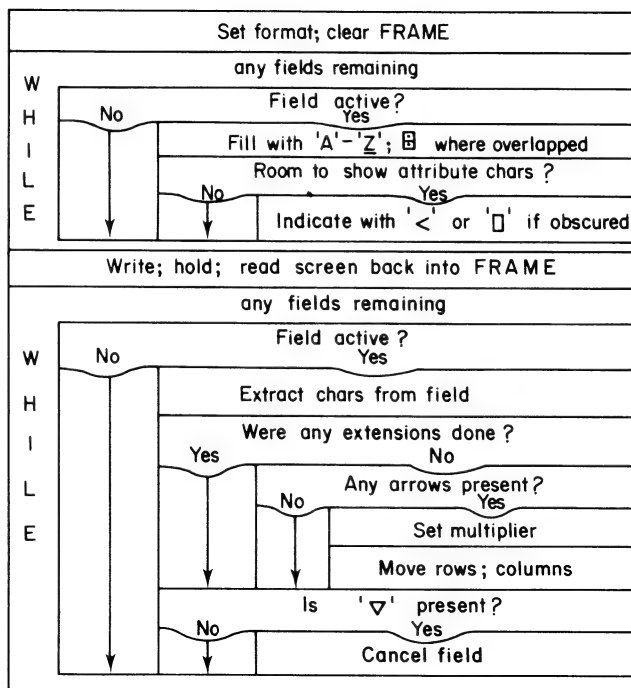 Set format; clear FRAME
WHILE
any fields remaining
Field active?
No Yes
Fill with 'A'-'Z'; ⍠ where overlapped
Room to show attribute chars?
No Yes
Indicate with '<' or '▯' if obscured
Write; hold; read screen back into FRAME
WHILE
any fields remaining
Field active?
No Yes
Extract chars from field
Were any extensions done?
Yes No
Any arrows present?
No Yes
Set multiplier
Move rows; columns
Is '▽' present?
No Yes
Cancel field